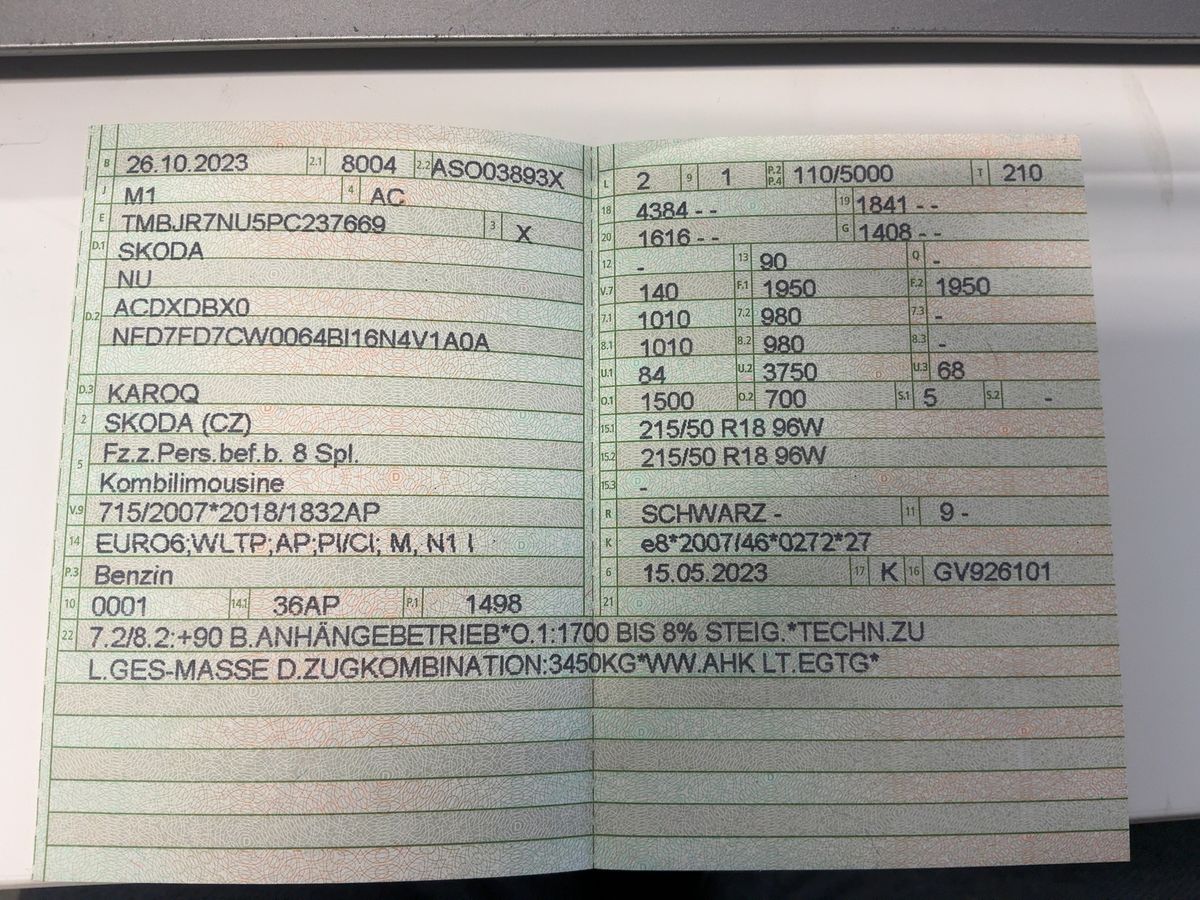 B 26.10.2023 2.1 8004 2.2 ASO03893X
J M1 4 AC
E TMBJR7NU5PC237669 3 X
D.1 SKODA
NU
D.2 ACDXDBX0
NFD7FD7CW0064BI16N4V1A0A
D.3 KAROQ
2 SKODA (CZ)
5 Fz.z.Pers.bef.b. 8 Spl.
Kombilimousine
V.9 715/2007*2018/1832AP
14 EURO6;WLTP;AP;PI/CI; M, N1 I
P.3 Benzin
10 0001 14.1 36AP P.1 1498
L 2 9 1 P.2 P.4 110/5000 T 210
18 4384 - - 19 1841 - -
20 1616 - - G 1408 - -
12 - 13 90 Q -
V.7 140 F.1 1950 F.2 1950
7.1 1010 7.2 980 7.3 -
8.1 1010 8.2 980 8.3 -
U.1 84 U.2 3750 U.3 68
O.1 1500 O.2 700 S.1 5 S.2 -
15.1 215/50 R18 96W
15.2 215/50 R18 96W
15.3 -
R SCHWARZ - 11 9 -
K e8*2007/46*0272*27
6 15.05.2023 17 K 16 GV926101
21
22 7.2/8.2:+90 B.ANHÄNGEBETRIEB*O.1:1700 BIS 8% STEIG.*TECHN.ZU
L.GES-MASSE D.ZUGKOMBINATION:3450KG*WW.AHK LT.EGTG*